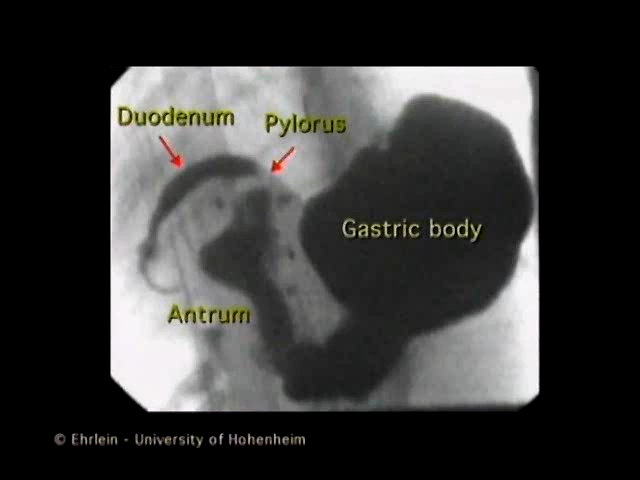 Duodenum
Pylorus
Gastric body
Antrum
© Ehrlein - University of Hohenheim